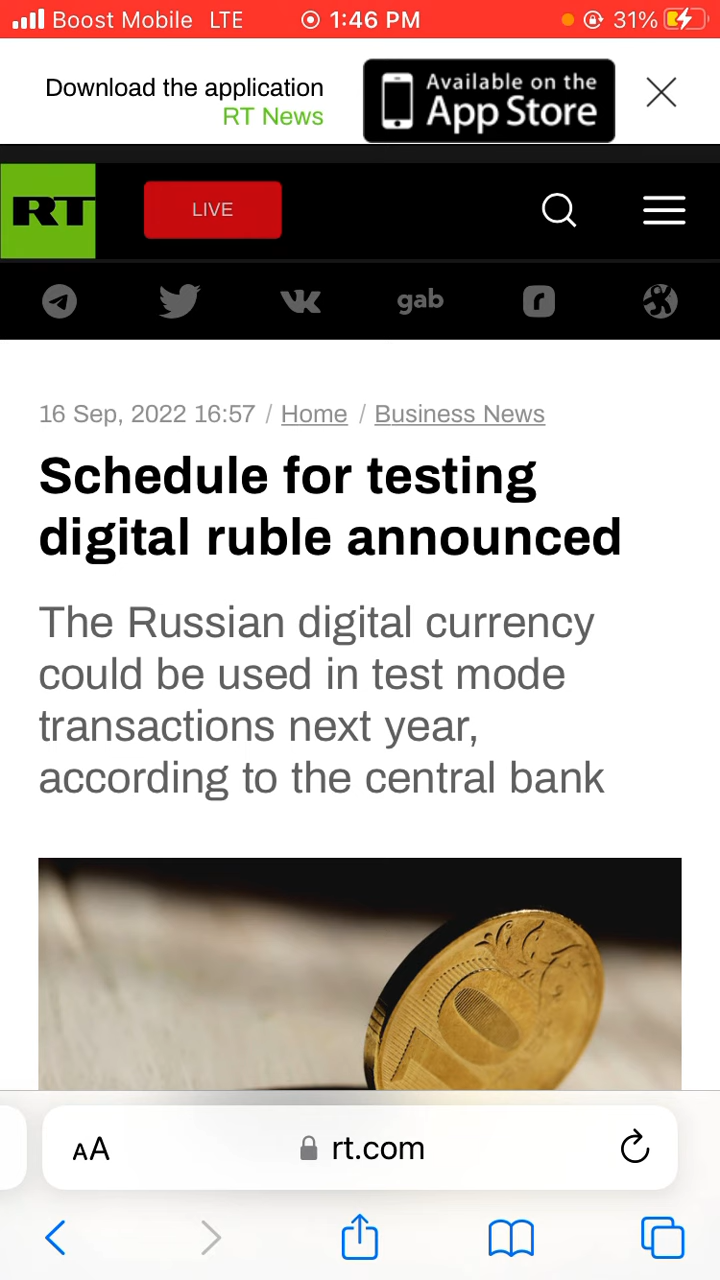 Boost Mobile LTE 1:46 PM 31%
Download the application
RT News
Available on the
App Store
RT
LIVE
gab
16 Sep, 2022 16:57 / Home / Business News
Schedule for testing
digital ruble announced
The Russian digital currency
could be used in test mode
transactions next year,
according to the central bank
10
AA rt.com